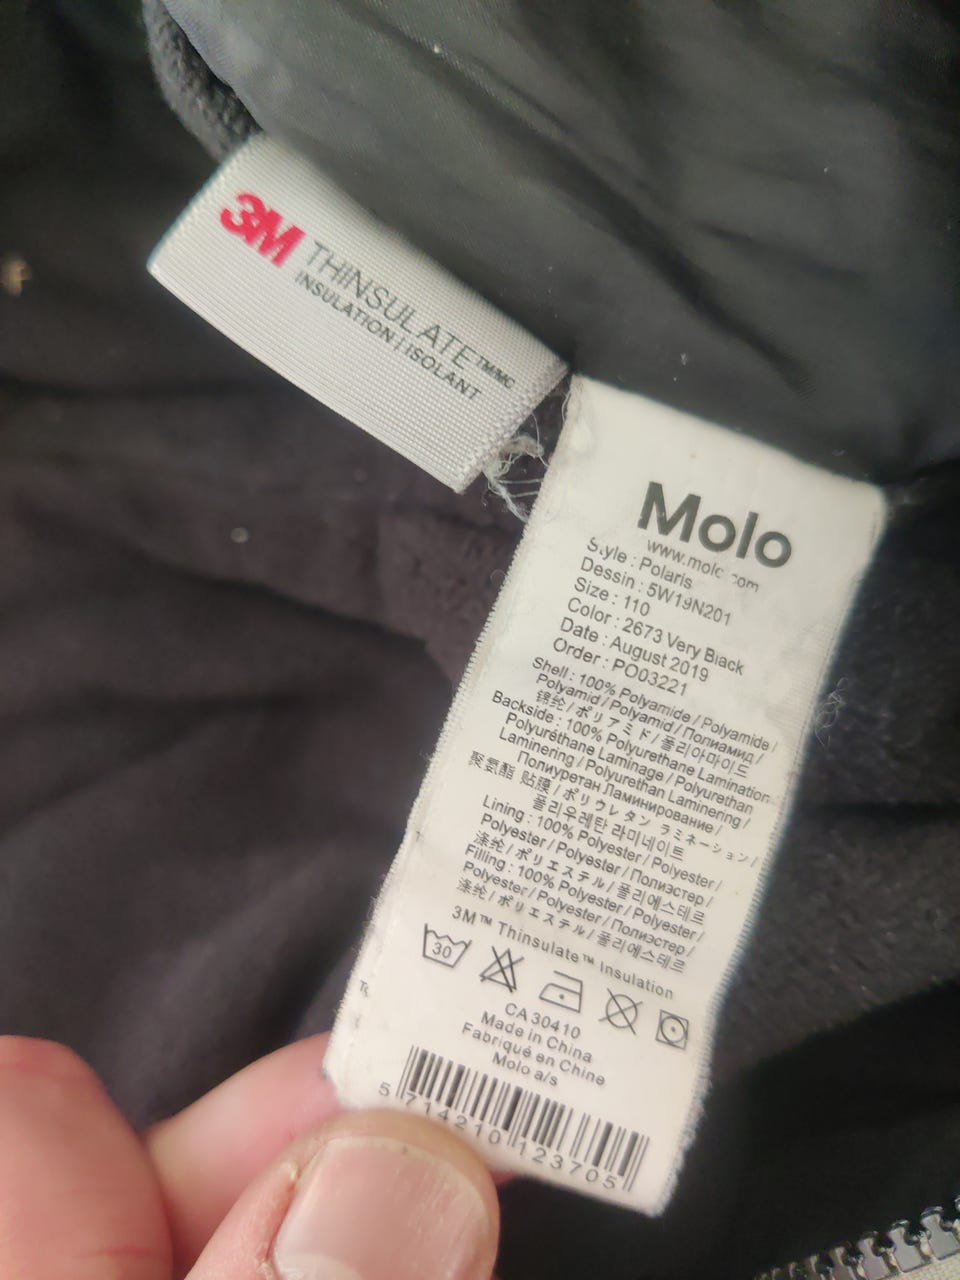 3M THINSULATE™/MC
INSULATION | ISOLANT
Molo
www.molo.com
Style : Polaris
Dessin : 5W19N201
Size : 110
Color : 2673 Very Black
Date : August 2019
Order : PO03221
Shell : 100% Polyamide / Polyamide /
Polyamid / Polyamid / Полиамид /
锦纶 / ポリアミド / 폴리아마이드
Backside : 100% Polyurethane Lamination
Polyuréthane Laminage / Polyurethan
Laminering / Polyurethan Laminering /
Полиуретан Ламинирование /
聚氨酯 贴膜 / ポリウレタン ラミネーション /
폴리우레탄 라미네이트
Lining : 100% Polyester / Polyester /
Polyester / Polyester / Полиэстер /
涤纶 / ポリエステル / 폴리에스테르
Filling : 100% Polyester / Polyester /
Polyester / Polyester / Полиэстер /
涤纶 / ポリエステル / 폴리에스테르
3M™ Thinsulate™ Insulation
30
CA 30410
Made in China
Fabriqué en Chine
Molo a/s
5 714210 123705